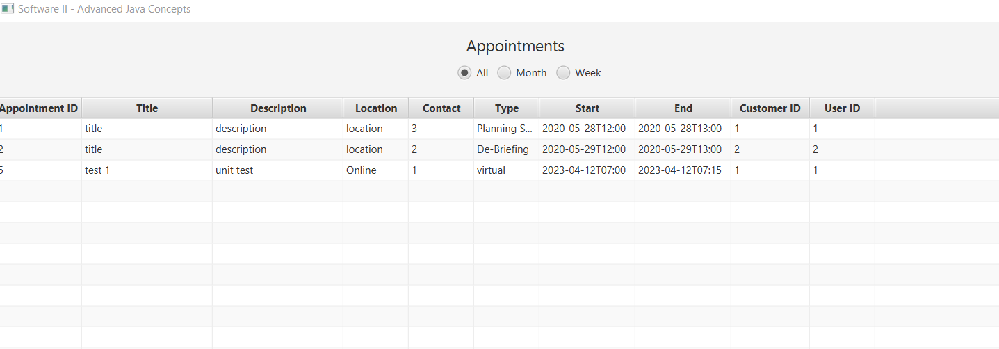 Software II - Advanced Java Concepts
Appointments
All Month Week
Appointment ID Title Description Location Contact Type Start End Customer ID User ID
1 title description location 3 Planning S... 2020-05-28T12:00 2020-05-28T13:00 1 1
2 title description location 2 De-Briefing 2020-05-29T12:00 2020-05-29T13:00 2 2
test 1 unit test Online 1 virtual 2023-04-12T07:00 2023-04-12T07:15 1 1